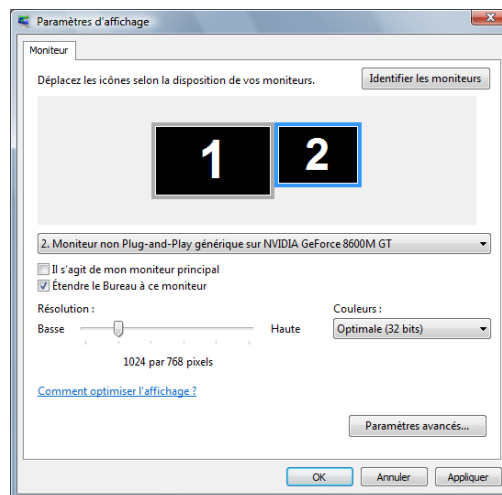 Paramètres d'affichage
Moniteur
Déplacez les icônes selon la disposition de vos moniteurs.
Identifier les moniteurs
1
2
2. Moniteur non Plug-and-Play générique sur NVIDIA GeForce 8600M GT
Il s'agit de mon moniteur principal
Étendre le Bureau à ce moniteur
Résolution :
Couleurs :
Basse
Haute
Optimale (32 bits)
1024 par 768 pixels
Comment optimiser l'affichage ?
Paramètres avancés...
OK
Annuler
Appliquer